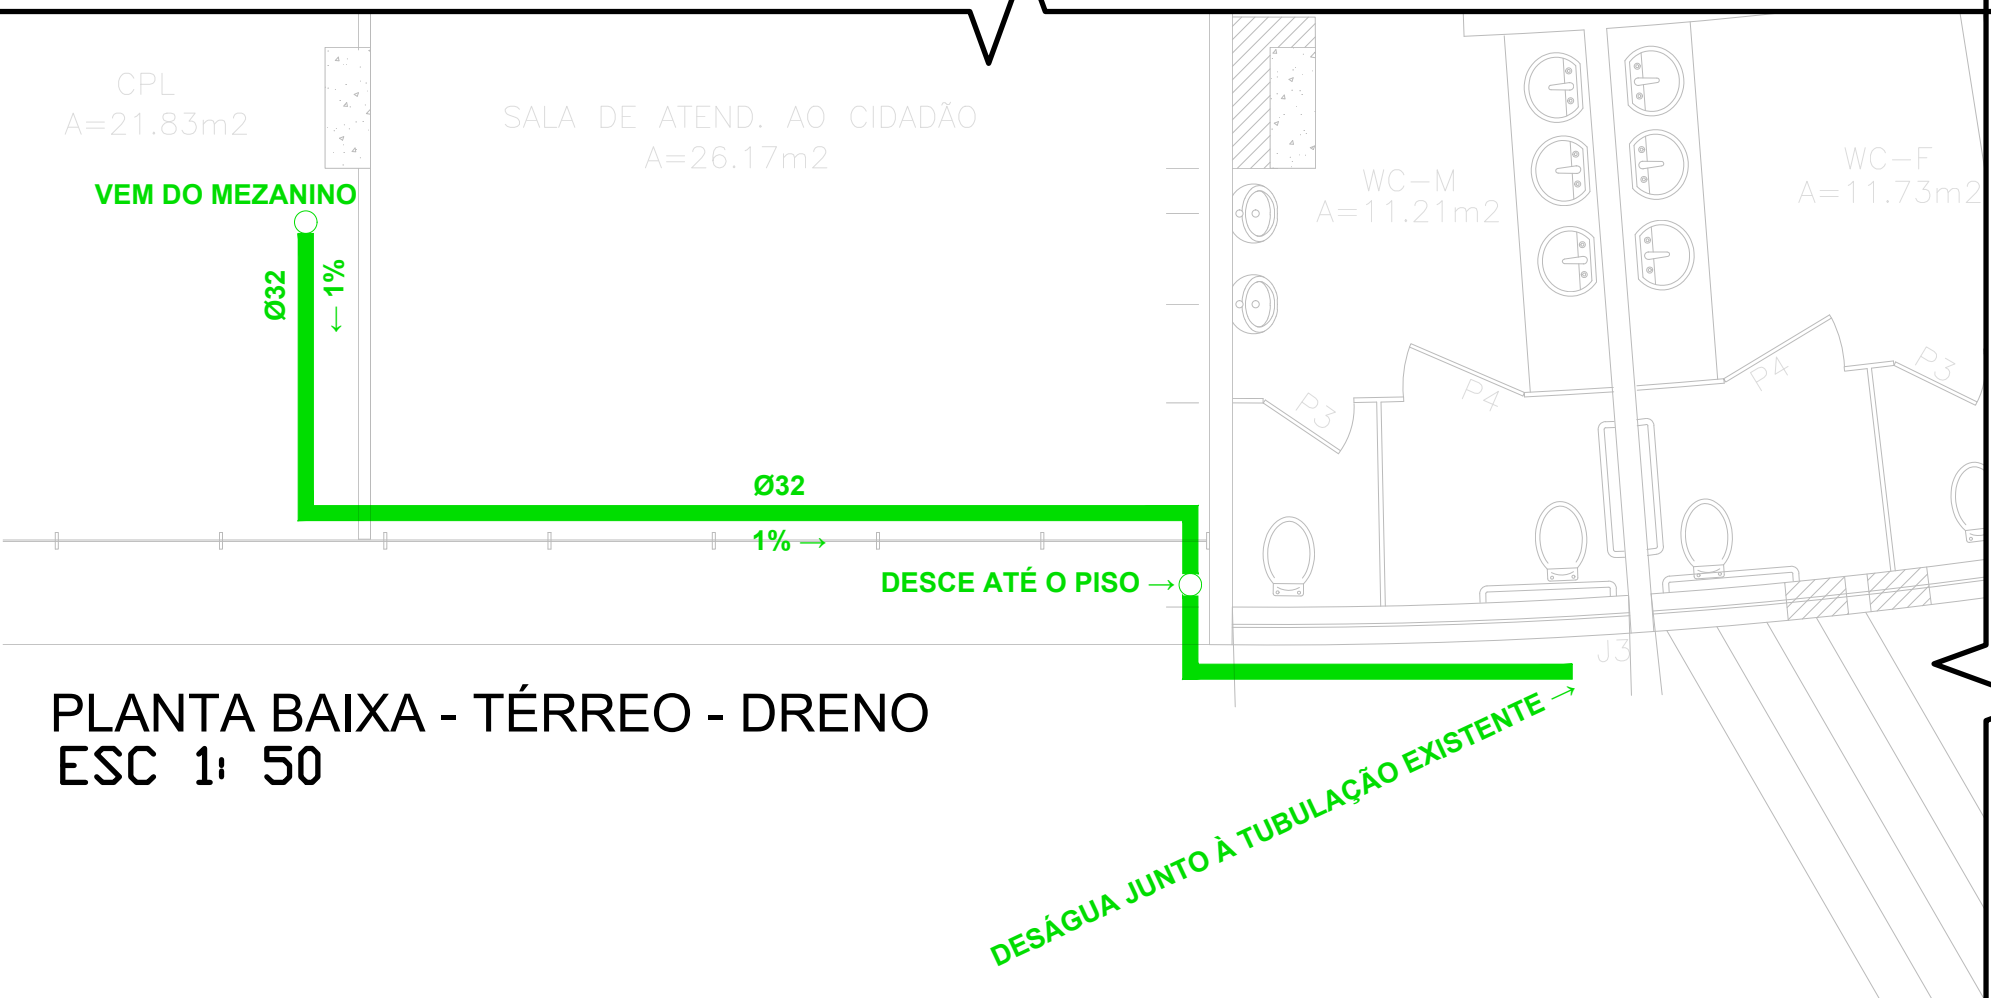 CPL
A=21.83m2
SALA DE ATEND. AO CIDADÃO
A=26.17m2
WC-M
A=11.21m2
WC-F
A=11.73m2
VEM DO MEZANINO
Ø32
← 1%
P3
P4
P4
P3
Ø32
1% →
DESCE ATÉ O PISO →
J3
DESÁGUA JUNTO À TUBULAÇÃO EXISTENTE →
PLANTA BAIXA - TÉRREO - DRENO
ESC 1: 50